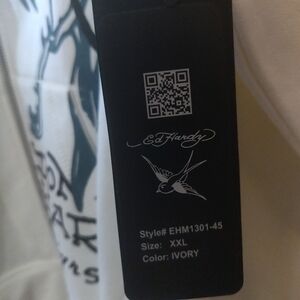 Ed Hardy
Style# EHM1301-45
Size: XXL
Color: IVORY